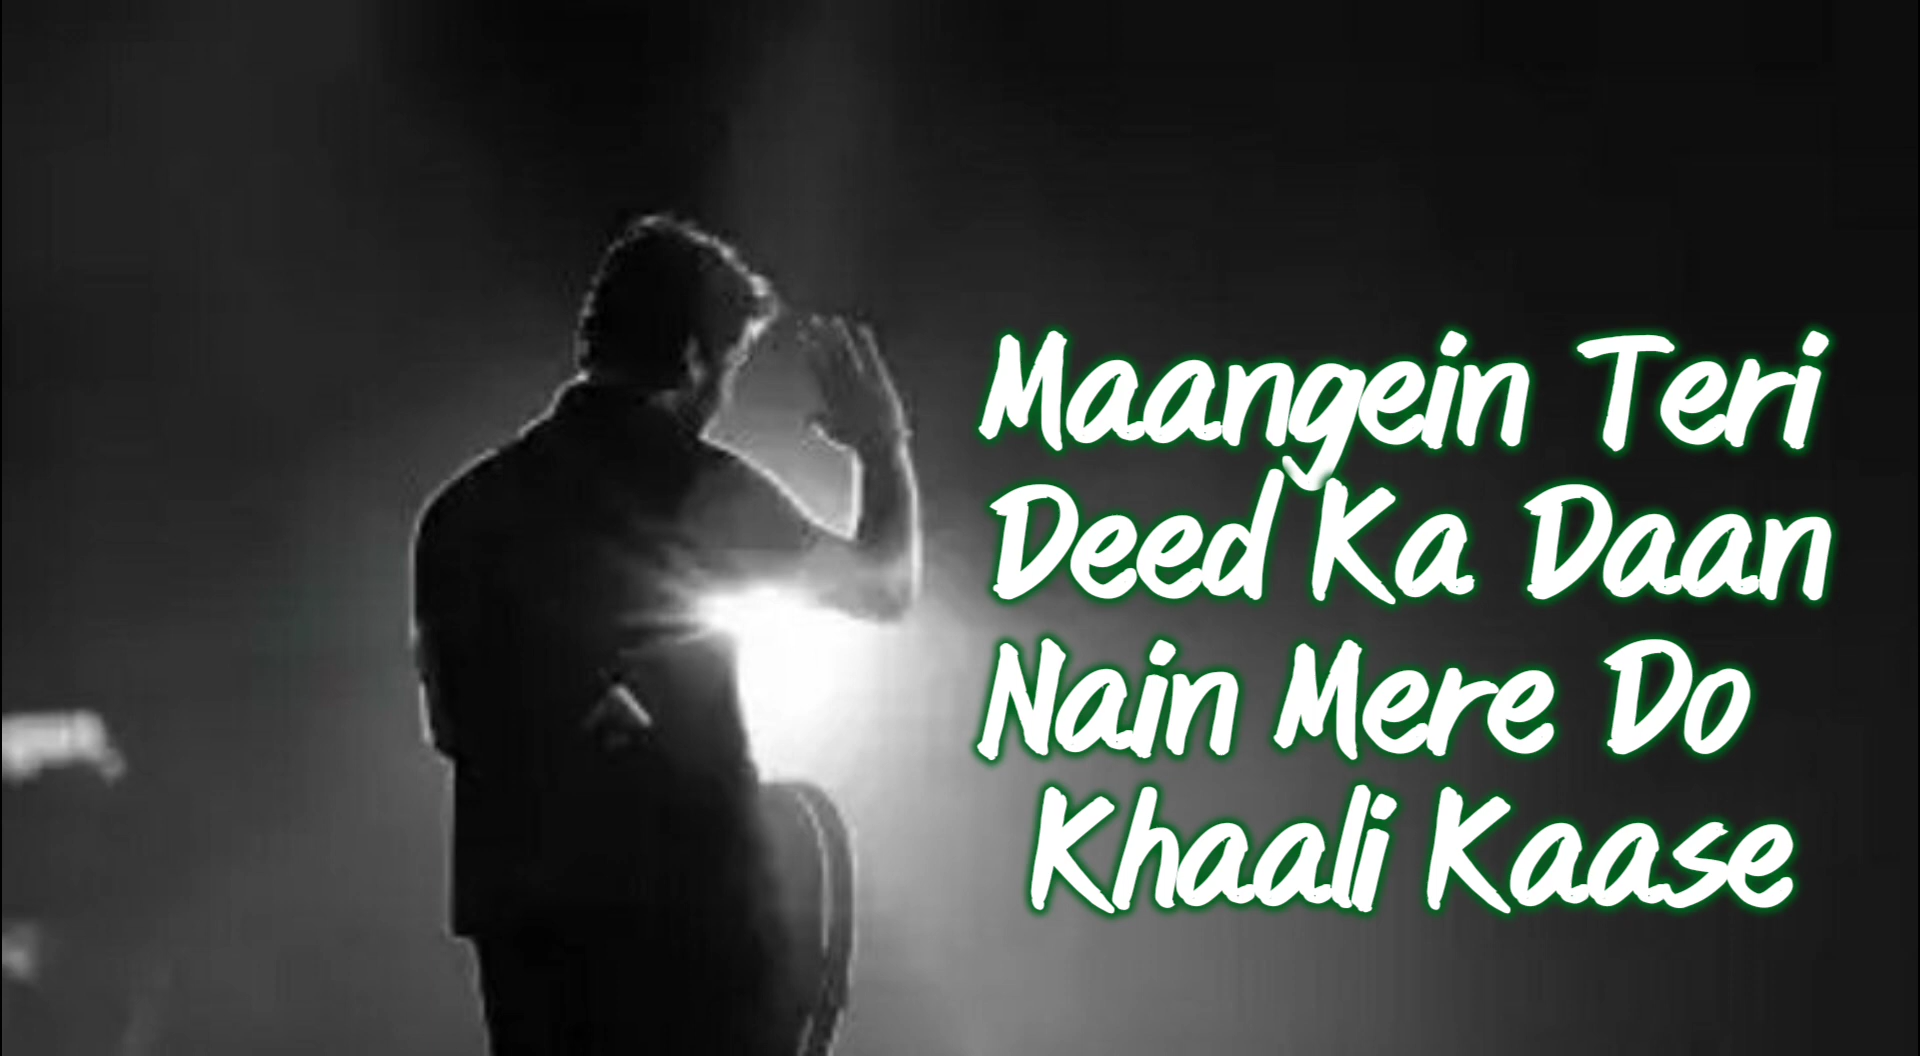 Maangein Teri
Deed Ka Daan
Nain Mere Do
Khaali Kaase